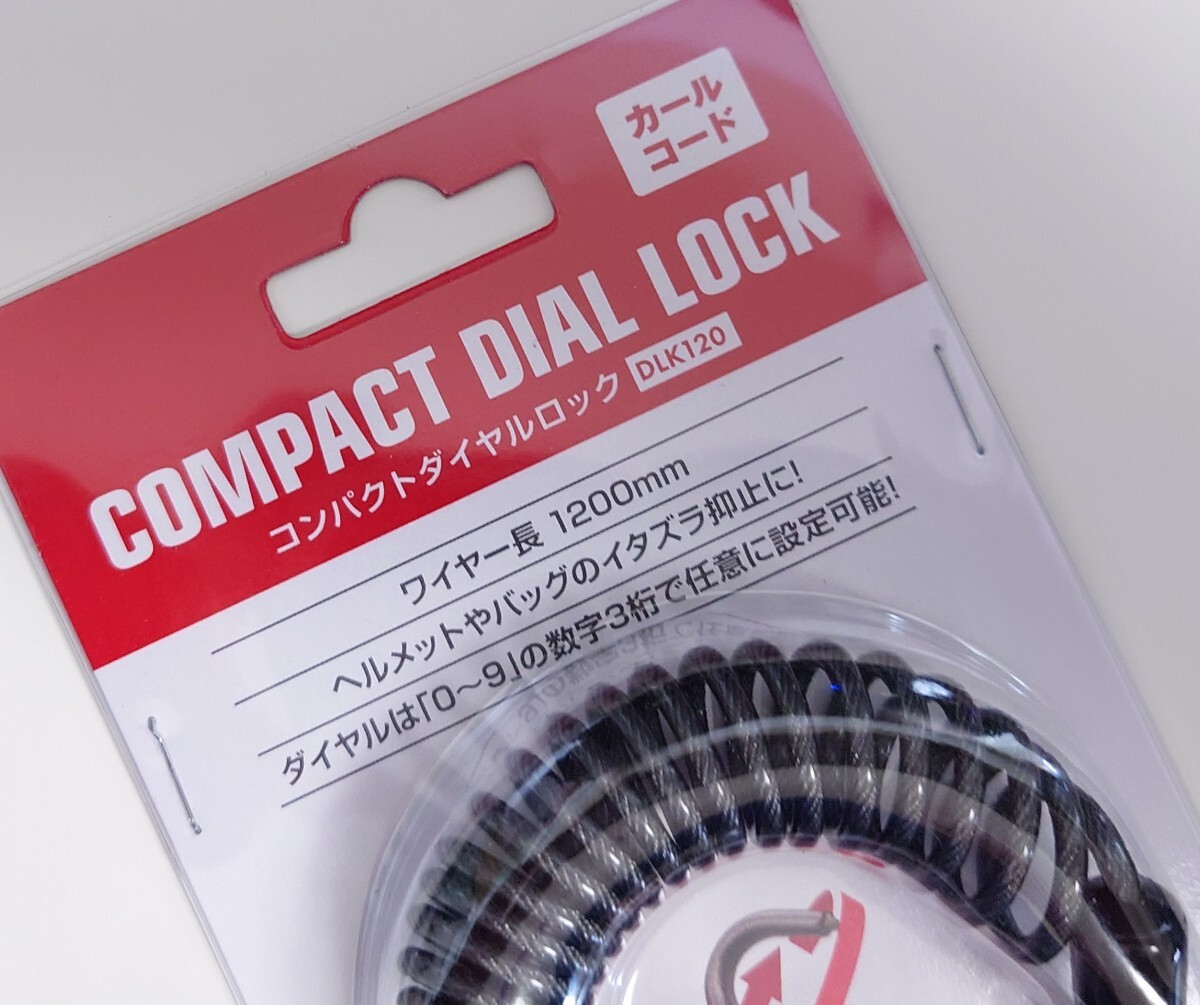 カール
コード
COMPACT DIAL LOCK
コンパクトダイヤルロック DLK120
ワイヤー長 1200mm
ヘルメットやバッグのイタズラ抑止に!
ダイヤルは｢0～9｣の数字3桁で任意に設定可能!